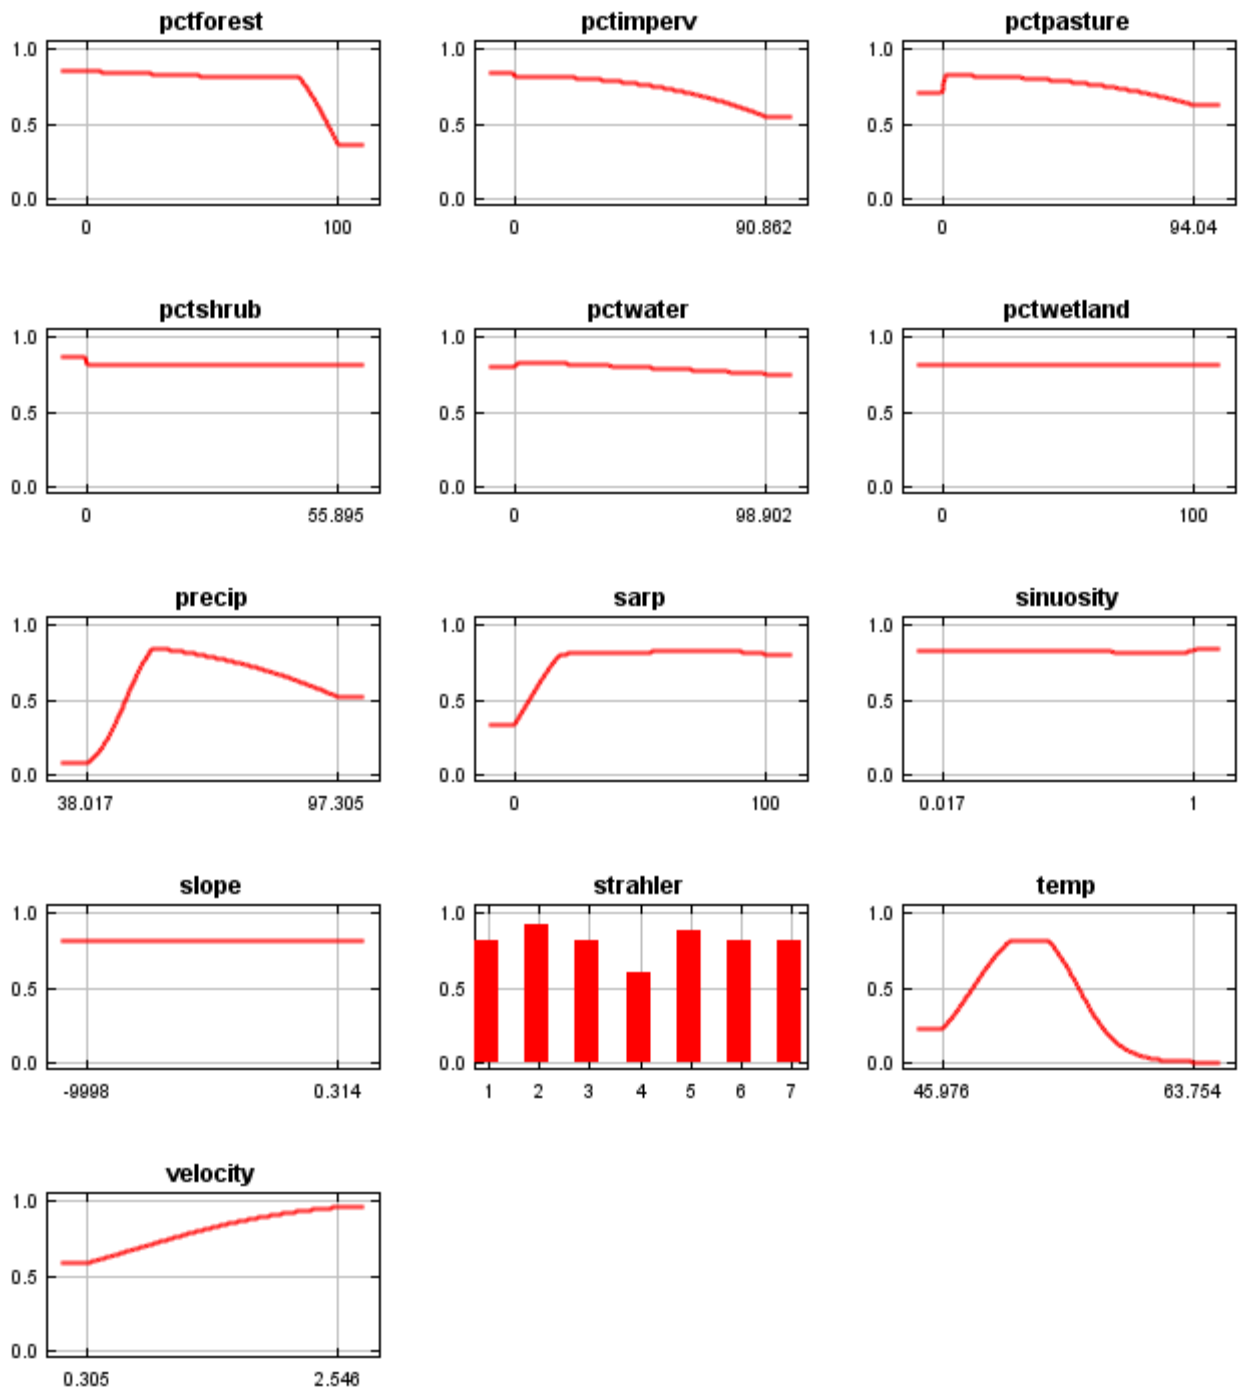 pctforest pctimperv pctpasture
1.0 1.0 1.0
0.5 0.5 0.5
0.0 0.0 0.0
0 100 0 90.862 0 94.04
pctshrub pctwater pctwetland
1.0 1.0 1.0
0.5 0.5 0.5
0.0 0.0 0.0
0 55.895 0 98.902 0 100
precip sarp sinuosity
1.0 1.0 1.0
0.5 0.5 0.5
0.0 0.0 0.0
38.017 97.305 0 100 0.017 1
slope strahler temp
1.0 1.0 1.0
0.5 0.5 0.5
0.0 0.0 0.0
-9998 0.314 1 2 3 4 5 6 7 45.976 63.754
velocity
1.0
0.5
0.0
0.305 2.546